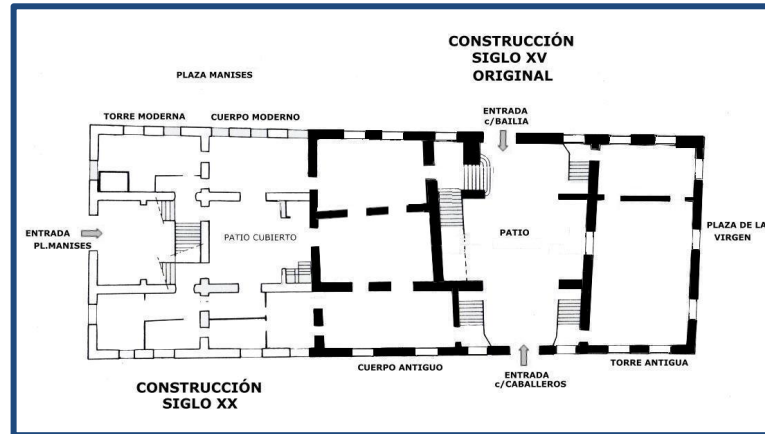 CONSTRUCCIÓN
SIGLO XV
ORIGINAL
PLAZA MANISES
ENTRADA
c/BAILIA
TORRE MODERNA
CUERPO MODERNO
ENTRADA
PL.MANISES
PATIO CUBIERTO
PATIO
PLAZA DE LA
VIRGEN
CUERPO ANTIGUO
ENTRADA
c/CABALLEROS
TORRE ANTIGUA
CONSTRUCCIÓN
SIGLO XX